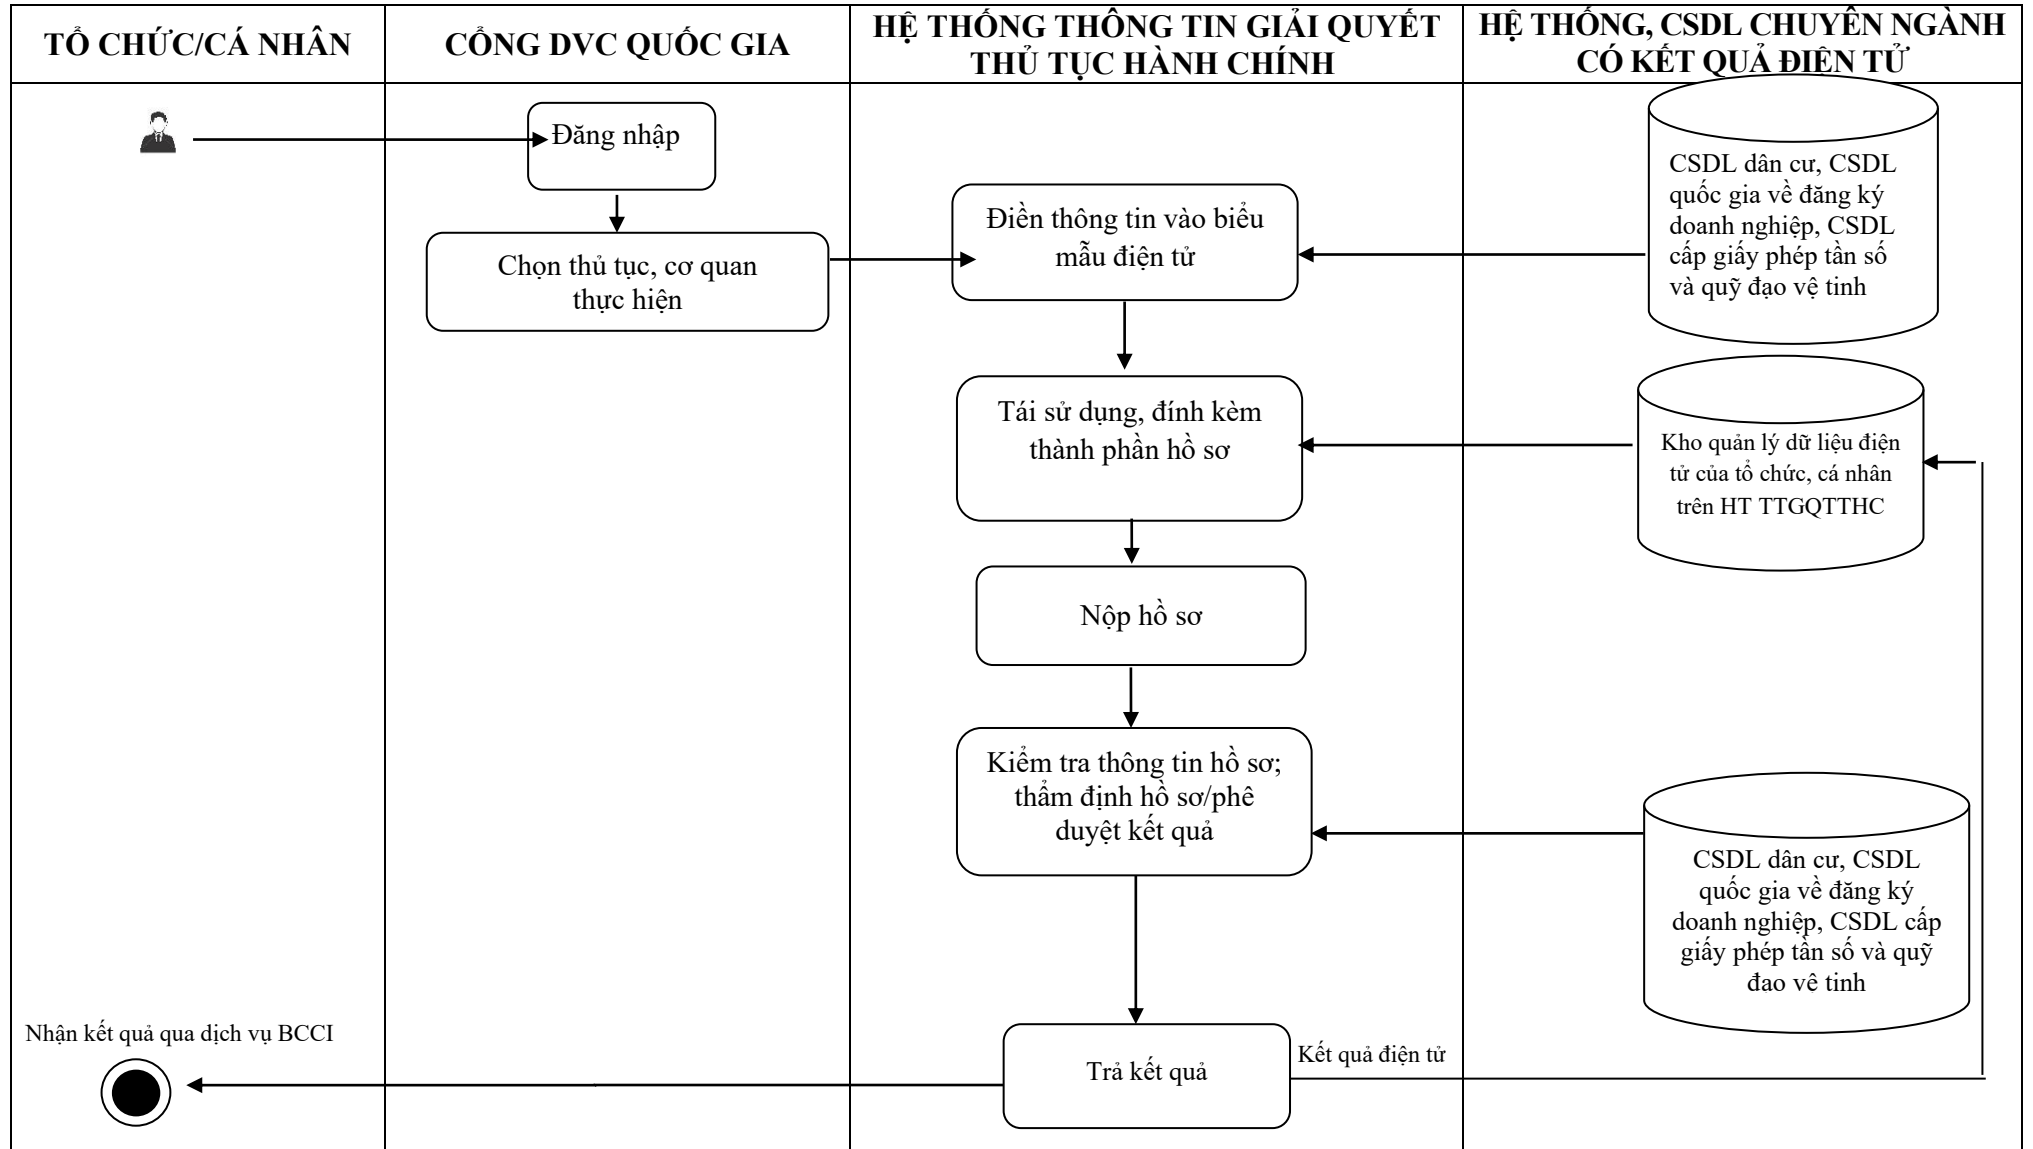 TỔ CHỨC/CÁ NHÂN
CỔNG DVC QUỐC GIA
HỆ THỐNG THÔNG TIN GIẢI QUYẾT
THỦ TỤC HÀNH CHÍNH
HỆ THỐNG, CSDL CHUYÊN NGÀNH
CÓ KẾT QUẢ ĐIỆN TỬ
Đăng nhập
Chọn thủ tục, cơ quan
thực hiện
Điền thông tin vào biểu
mẫu điện tử
CSDL dân cư, CSDL
quốc gia về đăng ký
doanh nghiệp, CSDL
cấp giấy phép tần số
và quỹ đạo vệ tinh
Tái sử dụng, đính kèm
thành phần hồ sơ
Kho quản lý dữ liệu điện
tử của tổ chức, cá nhân
trên HT TTGQTTHC
Nộp hồ sơ
Kiểm tra thông tin hồ sơ;
thẩm định hồ sơ/phê
duyệt kết quả
CSDL dân cư, CSDL
quốc gia về đăng ký
doanh nghiệp, CSDL cấp
giấy phép tần số và quỹ
đao vê tinh
Nhận kết quả qua dịch vụ BCCI
Trả kết quả
Kết quả điện tử